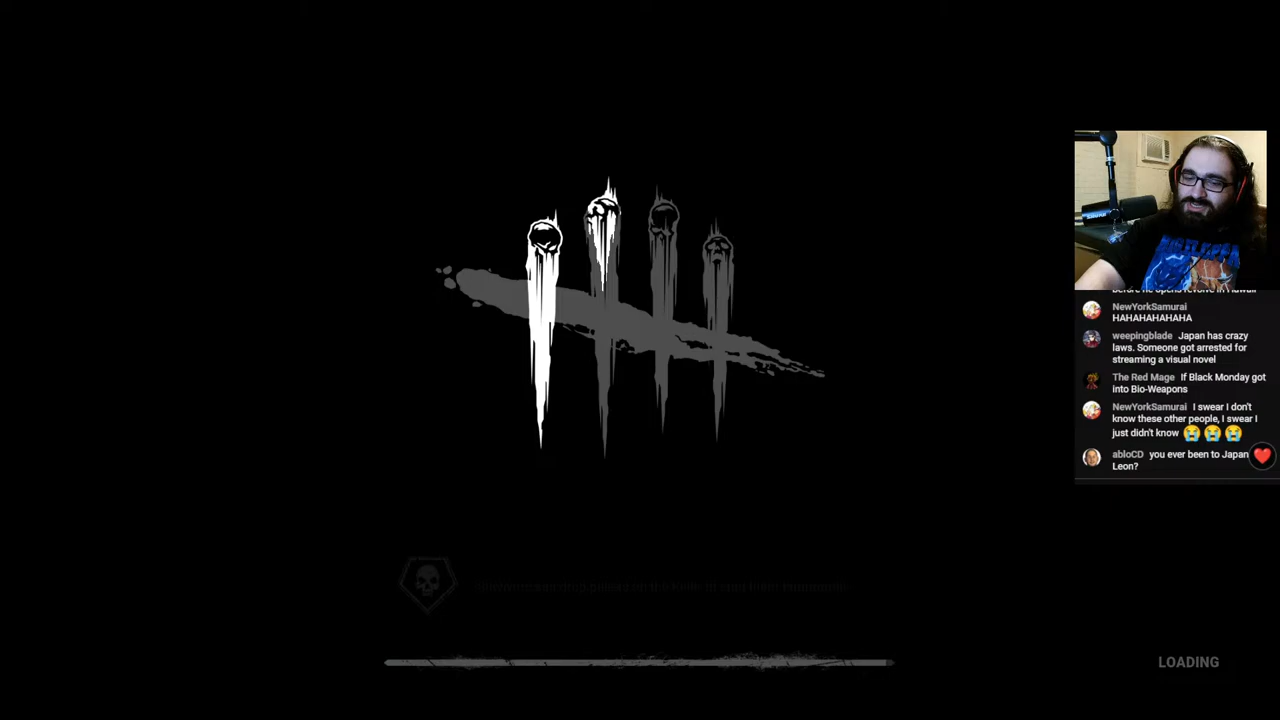 NewYorkSamurai
HAHAHAHAHAHA
weepingblade Japan has crazy
laws. Someone got arrested for
streaming a visual novel
The Red Mage If Black Monday got
into Bio-Weapons
NewYorkSamurai I swear I don't
know these other people, I swear I
just didn't know 😭😭😭
abloCD you ever been to Japan
Leon?
LOADING